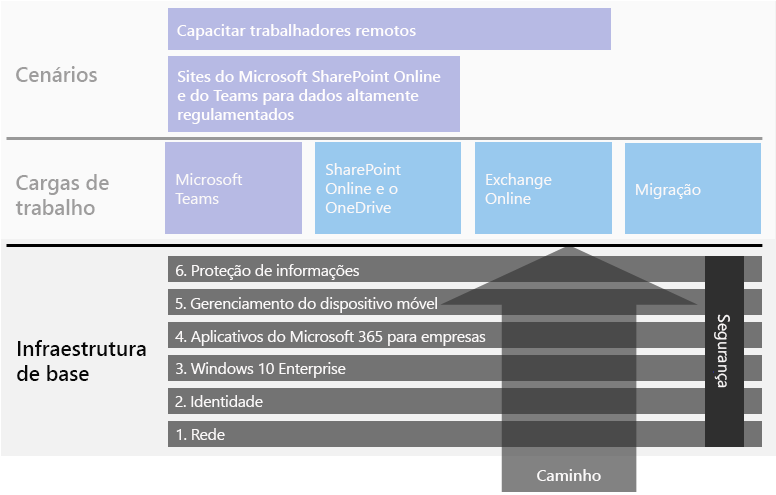 Cenários
Capacitar trabalhadores remotos
Sites do Microsoft SharePoint Online
e do Teams para dados altamente
regulamentados
Cargas de
trabalho
Microsoft
Teams
SharePoint
Online e o
OneDrive
Exchange
Online
Migração
Infraestrutura
de base
6. Proteção de informações
5. Gerenciamento do dispositivo móvel
4. Aplicativos do Microsoft 365 para empresas
3. Windows 10 Enterprise
2. Identidade
1. Rede
Segurança
Caminho